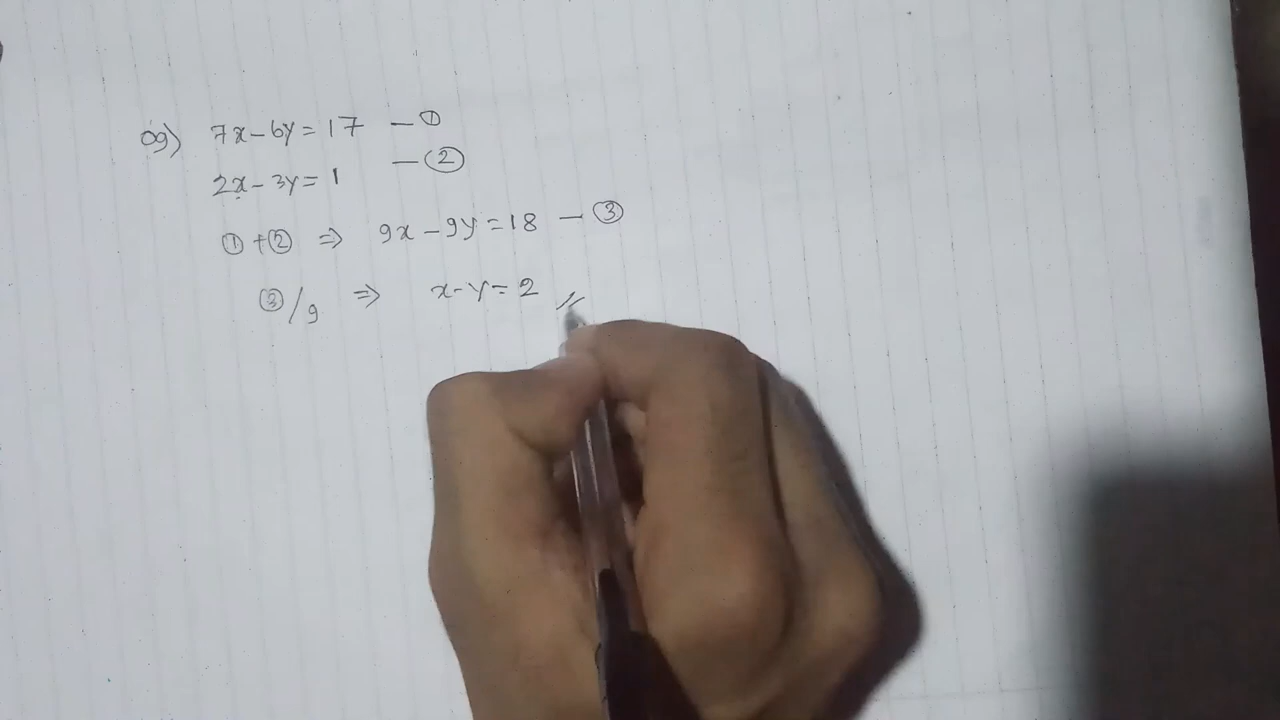 09) 7x - 6y = 17 — ①
2x - 3y = 1 — ②
① + ② ⇒ 9x - 9y = 18 — ③
③/9 ⇒ x - y = 2 //